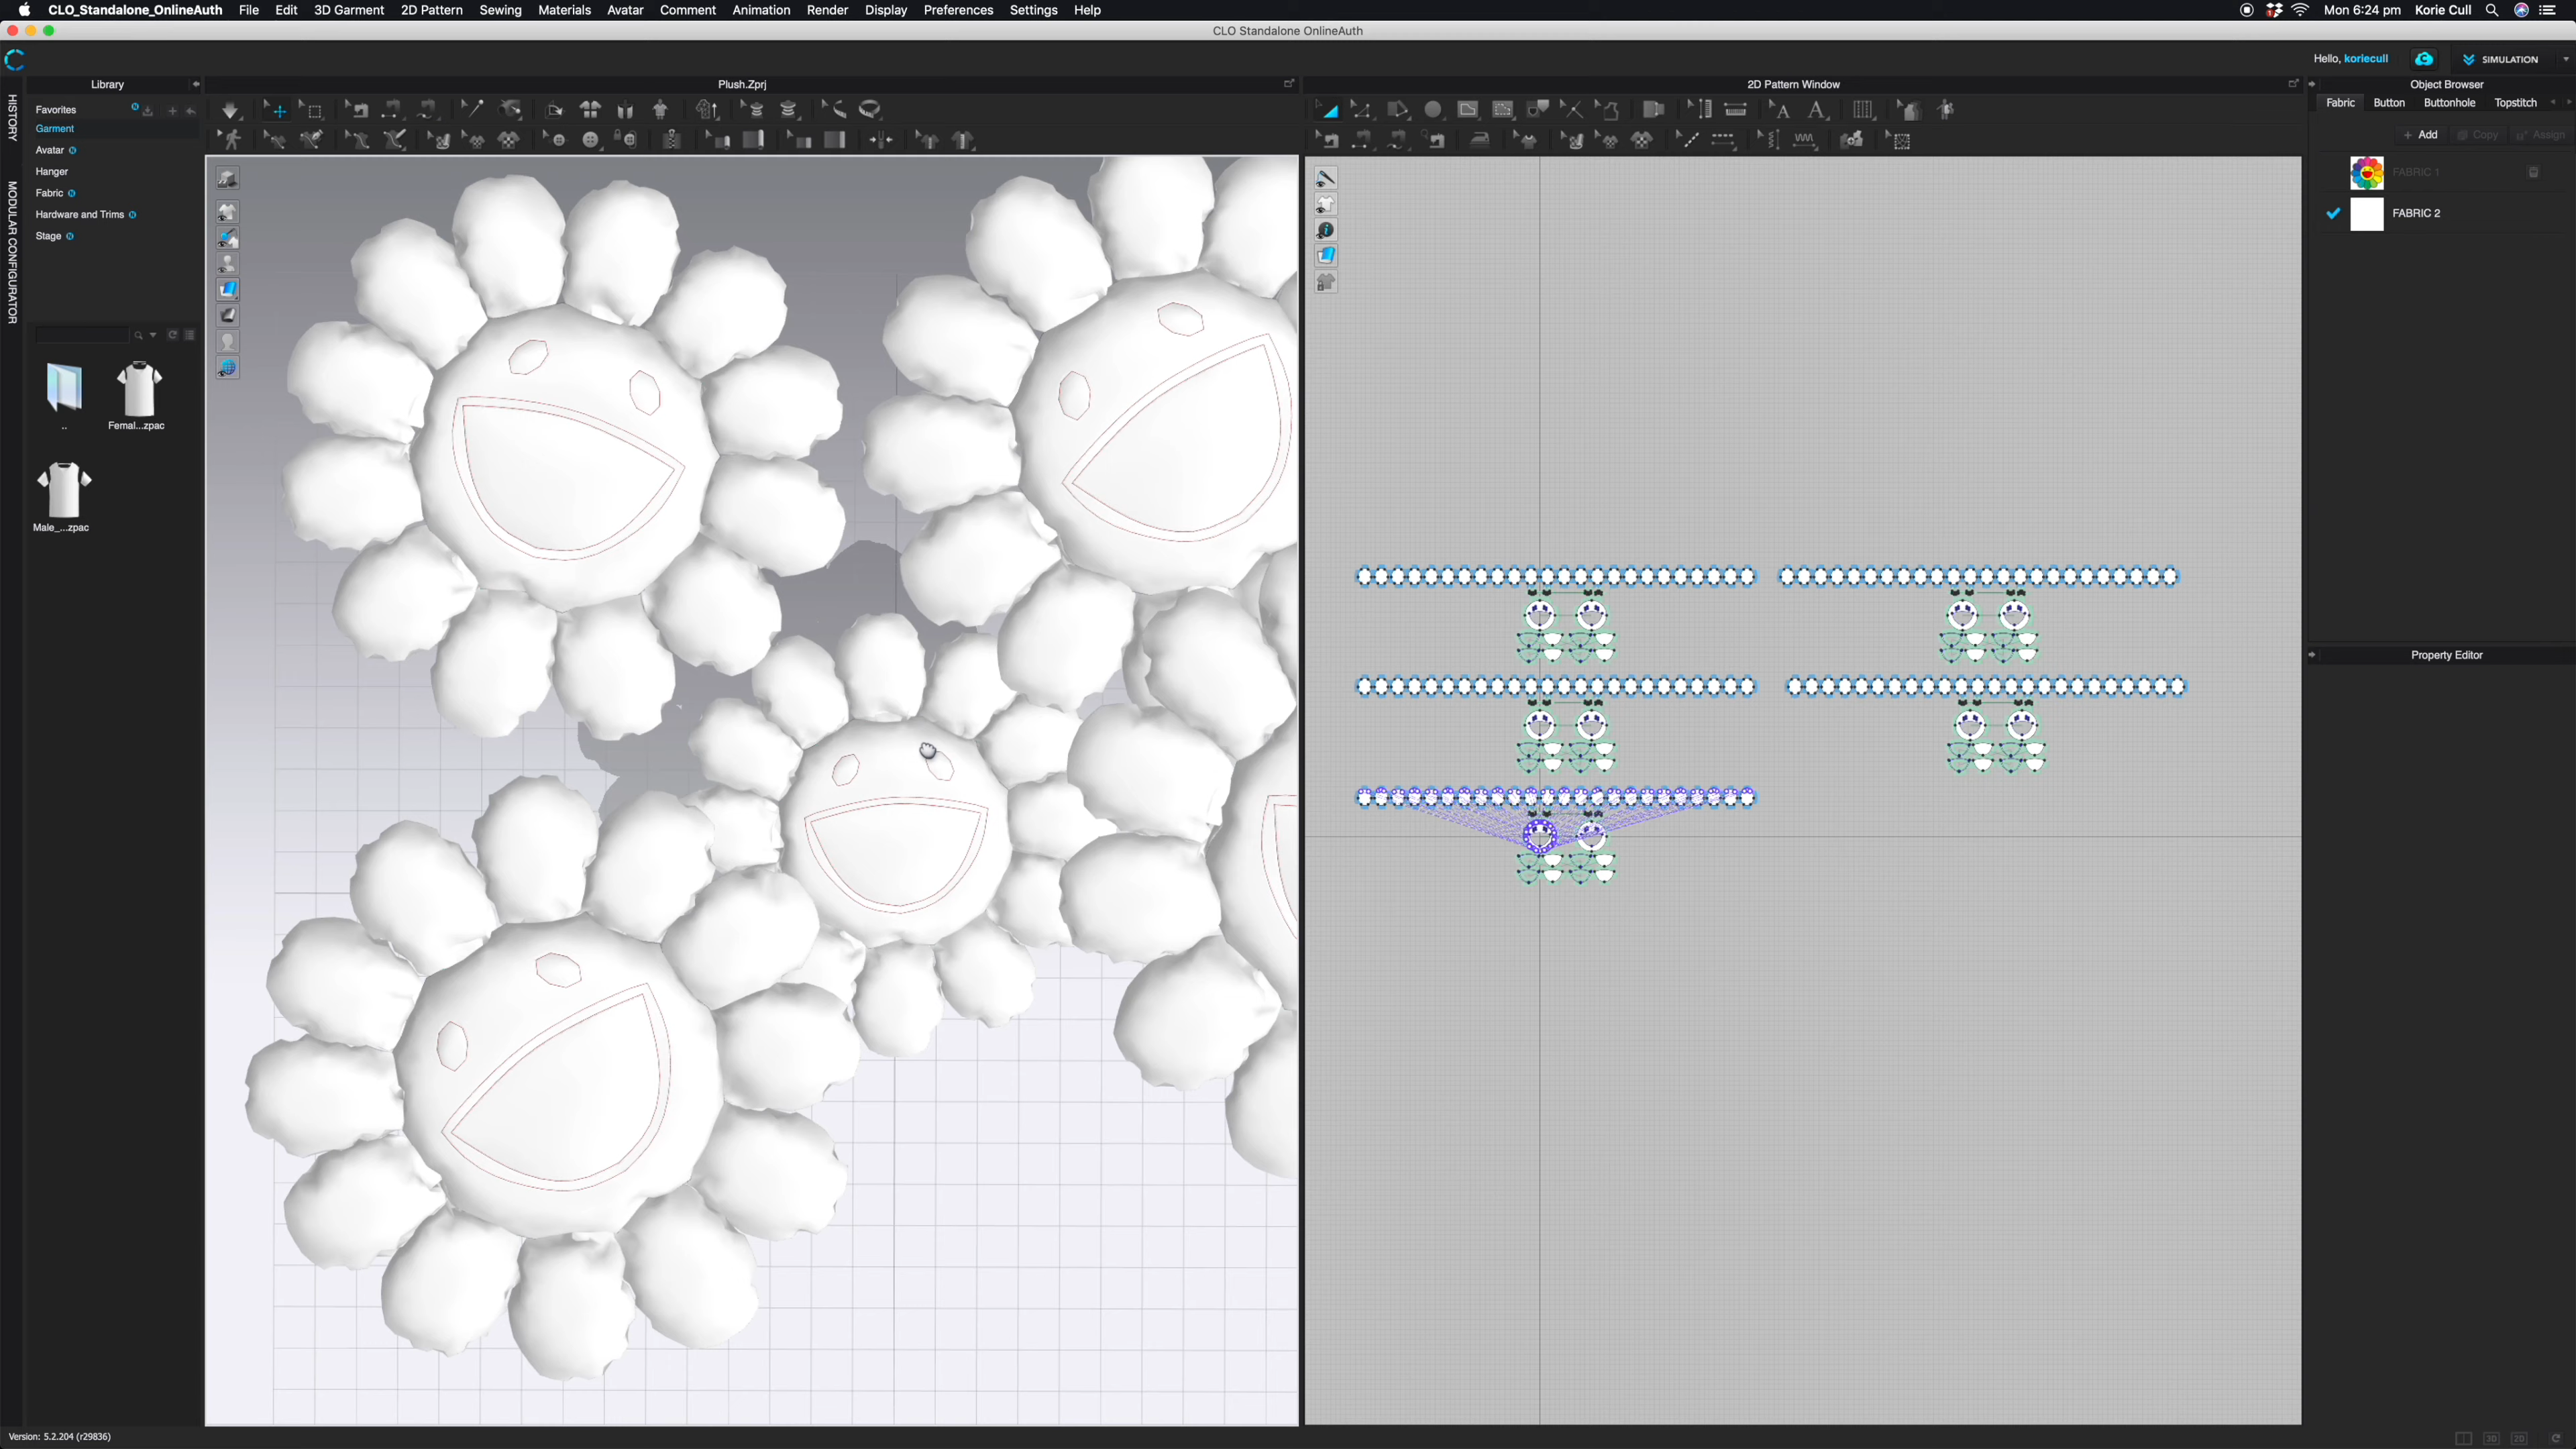 CLO_Standalone_OnlineAuth File Edit 3D Garment 2D Pattern Sewing Materials Avatar Comment Animation Render Display Preferences Settings Help Mon 6:24 pm Korie Cull
CLO Standalone OnlineAuth
Hello, koriecull SIMULATION
Library Plush.Zprj 2D Pattern Window Object Browser
HISTORY
MODULAR CONFIGURATOR
Favorites
Garment
Avatar
Hanger
Fabric
Hardware and Trims
Stage
..
Femal...zpac
Male_...zpac
Fabric Button Buttonhole Topstitch
+ Add Copy Assign
FABRIC 1
FABRIC 2
Property Editor
Version: 5.2.204 (r29836)
3D 2D